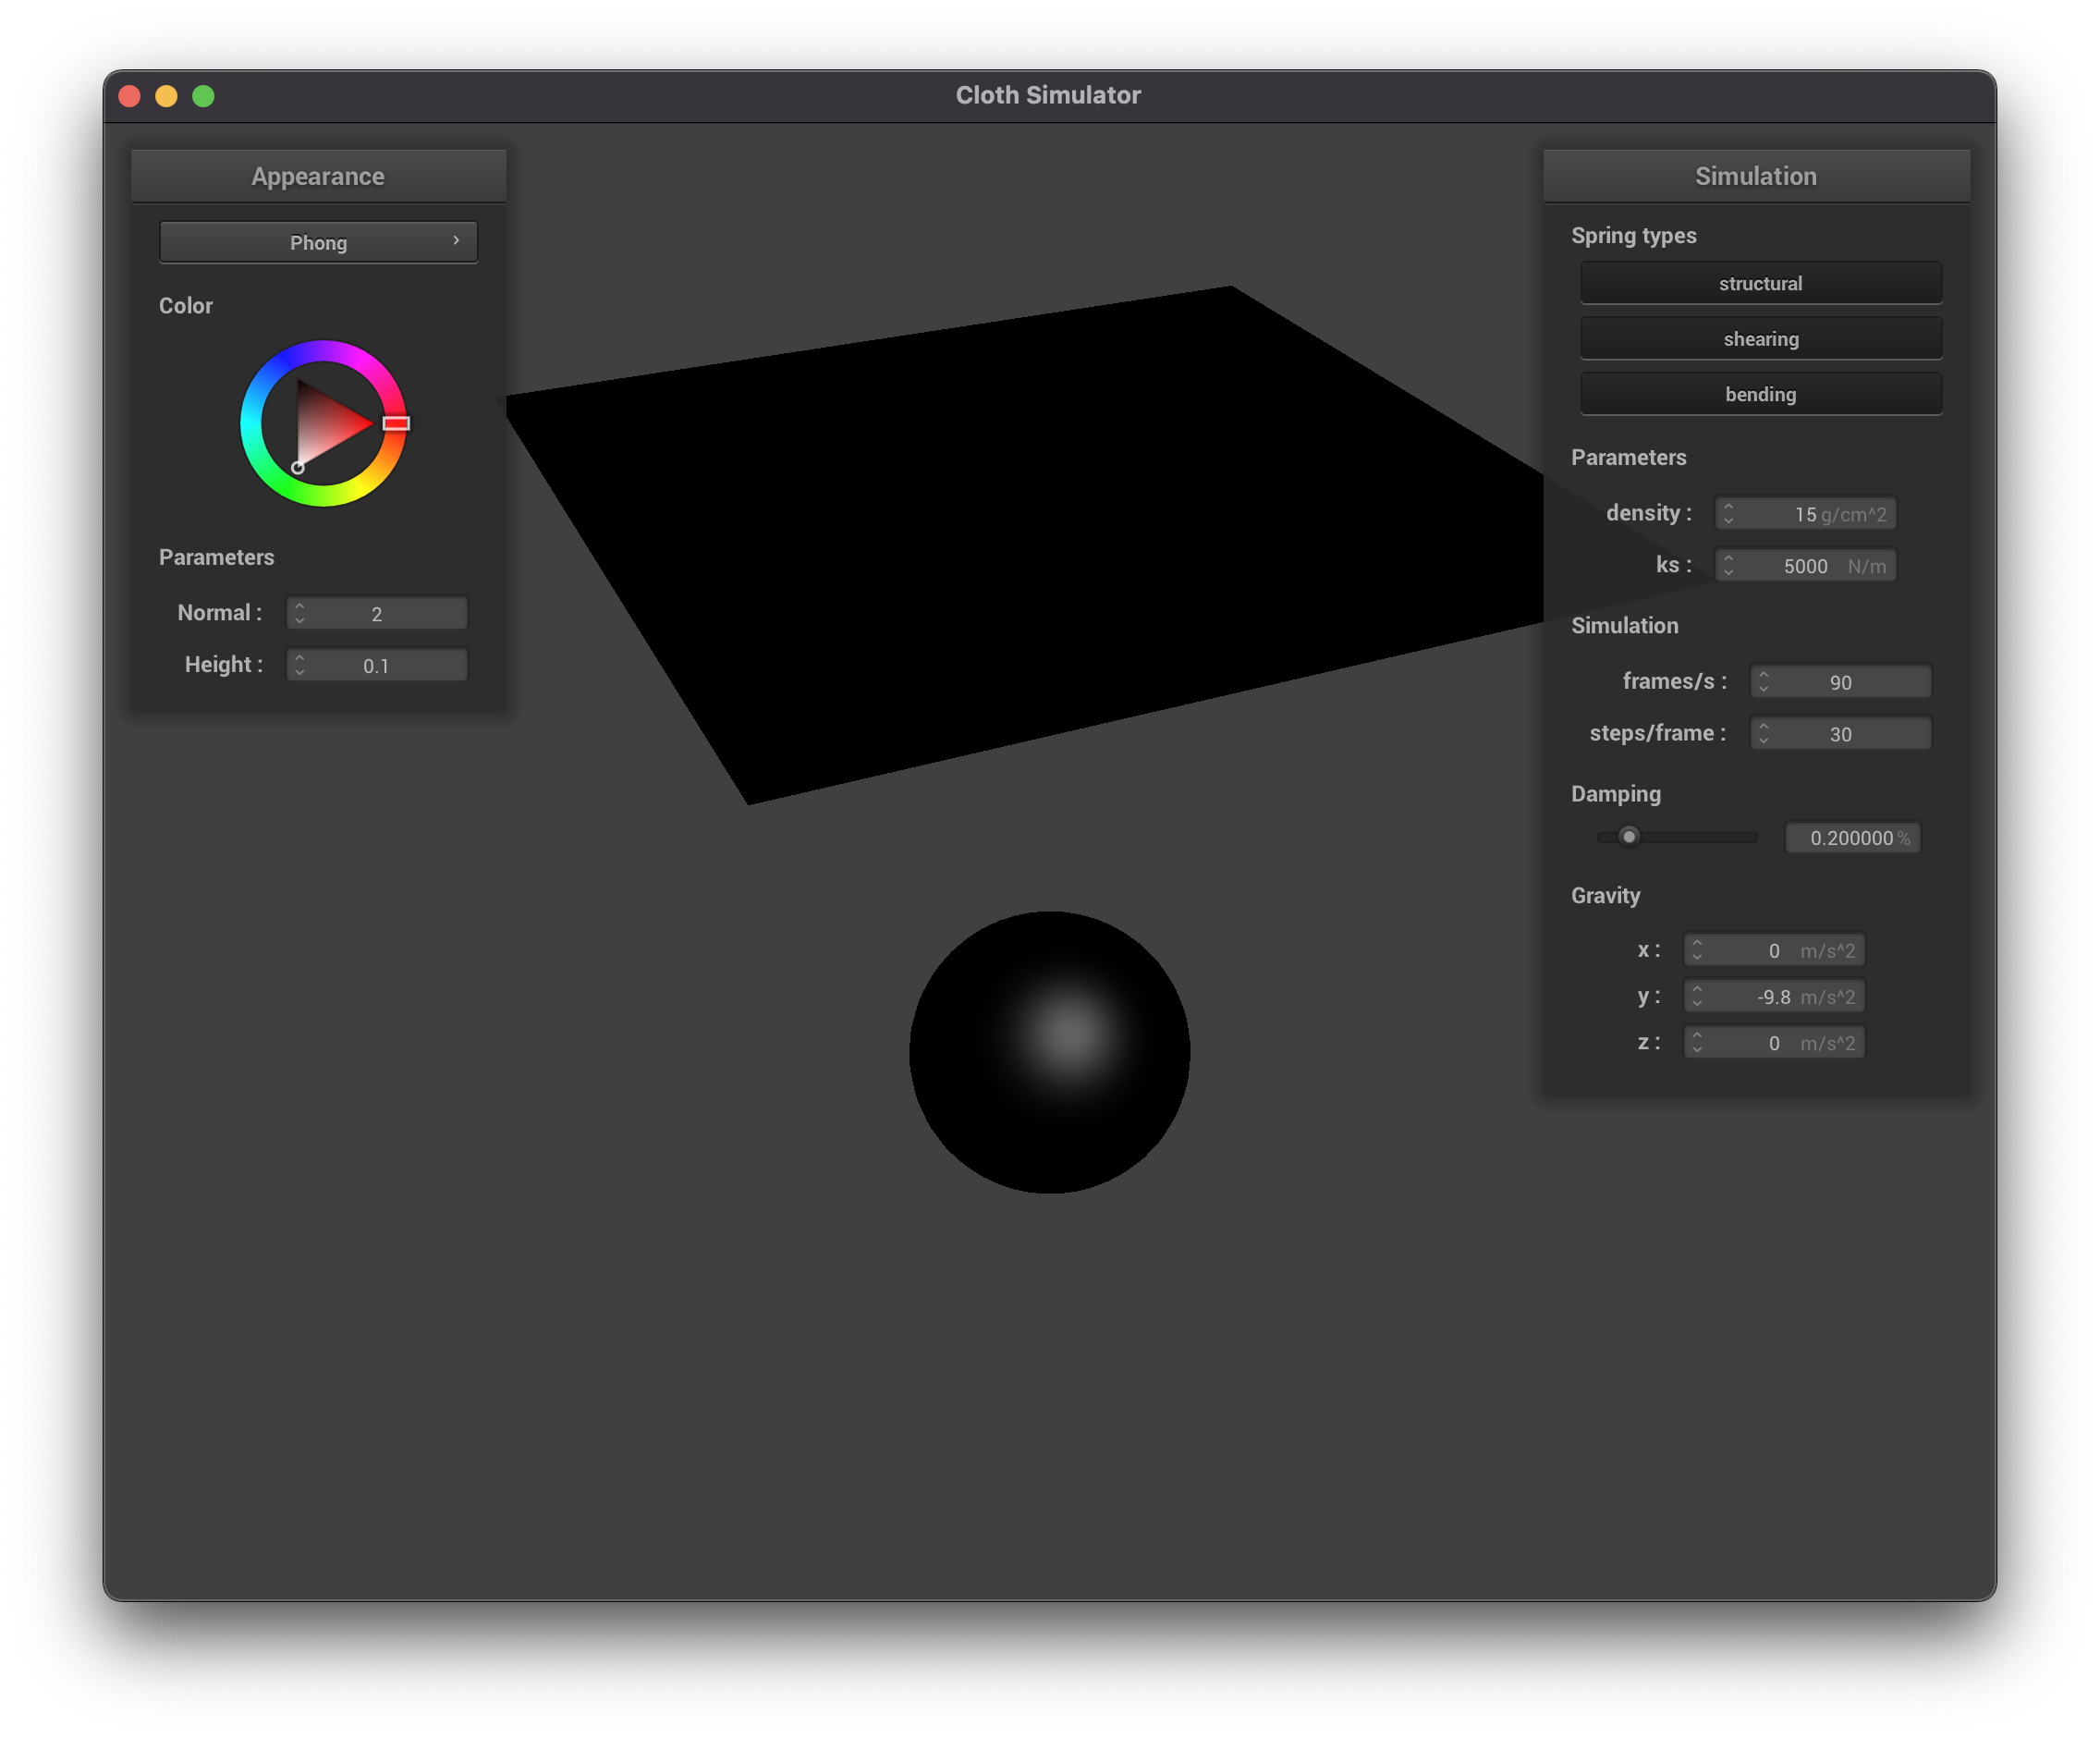 Cloth Simulator
Appearance
Phong
Color
Parameters
Normal : 2
Height : 0.1
Simulation
Spring types
structural
shearing
bending
Parameters
density : 15 g/cm^2
ks : 5000 N/m
Simulation
frames/s : 90
steps/frame : 30
Damping
0.200000 %
Gravity
x : 0 m/s^2
y : -9.8 m/s^2
z : 0 m/s^2